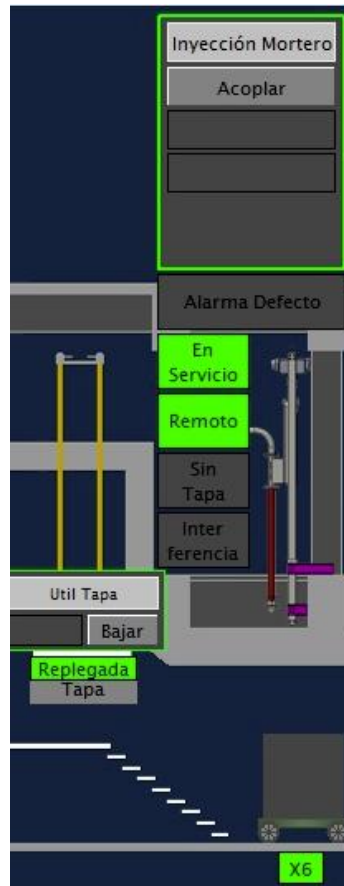 Inyección Mortero
Acoplar
Alarma Defecto
En
Servicio
Remoto
Sin
Tapa
Inter
ferencia
Util Tapa
Bajar
Replegada
Tapa
X6